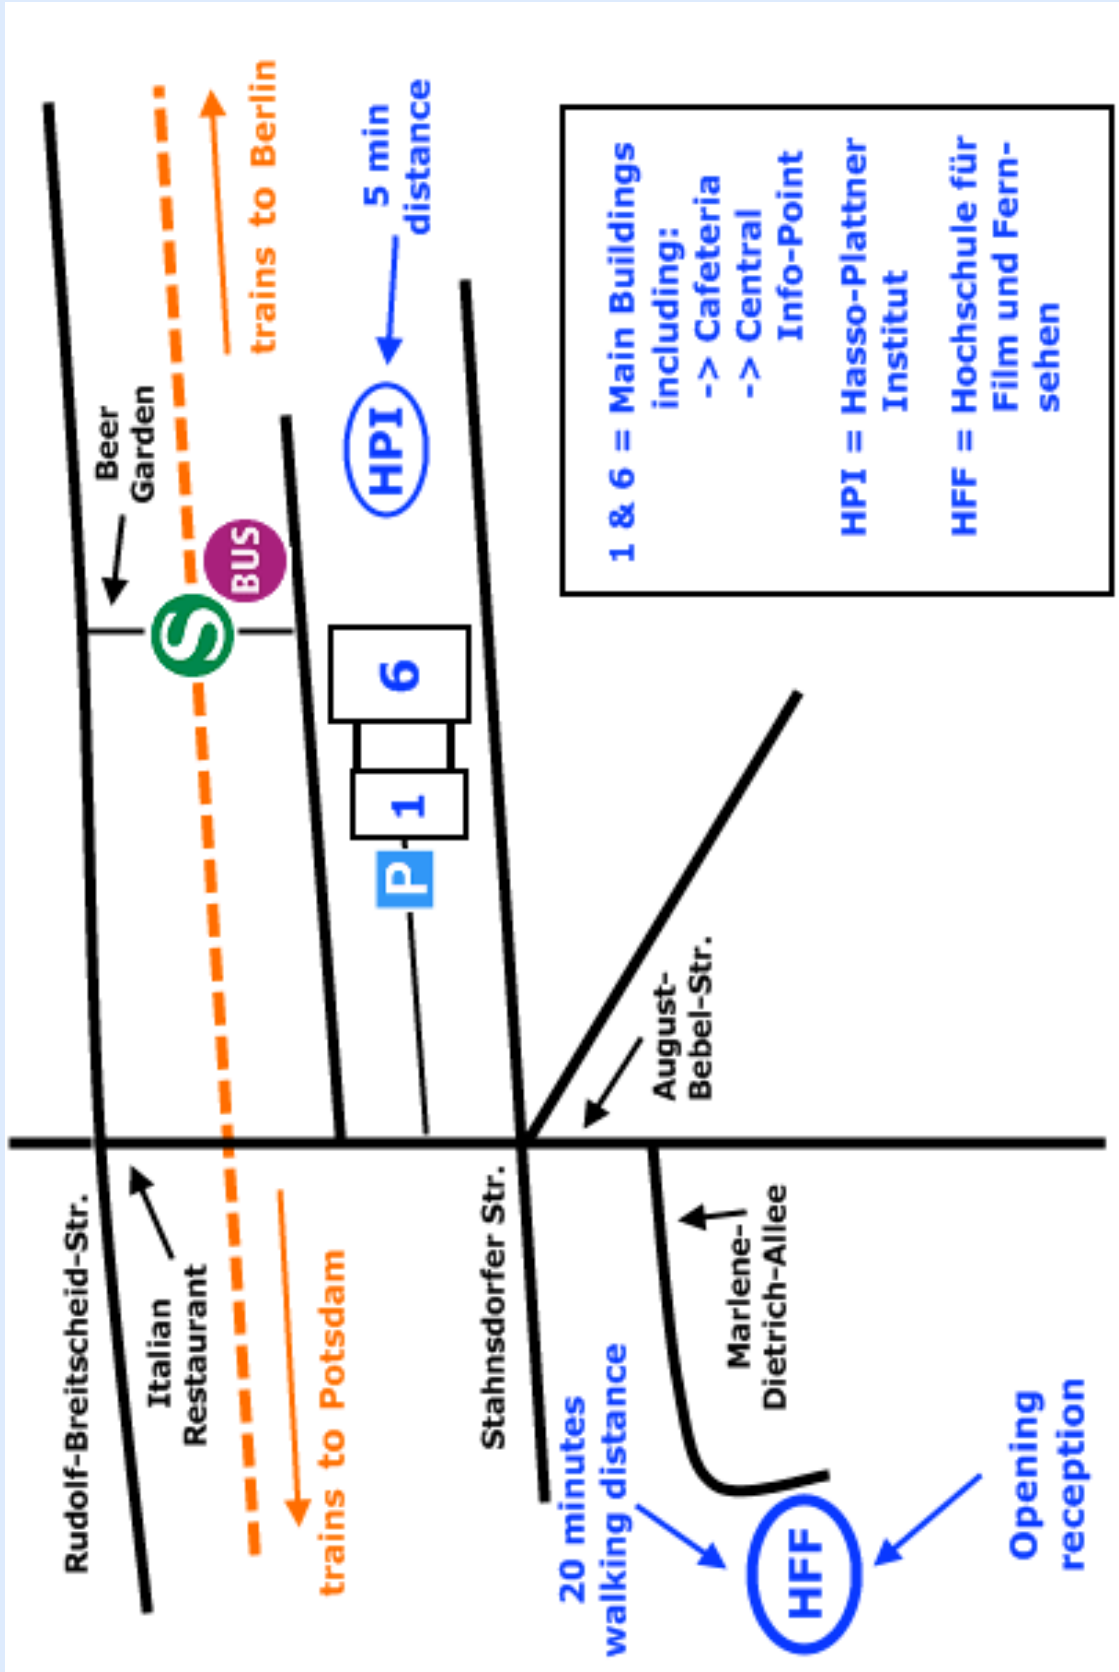 Rudolf-Breitscheid-Str.
Italian
Restaurant
Beer
Garden
S
BUS
trains to Berlin
trains to Potsdam
5 min
distance
HPI
6
1
P
Stahnsdorfer Str.
August-
Bebel-Str.
Marlene-
Dietrich-Allee
20 minutes
walking distance
HFF
Opening
reception
1 & 6 = Main Buildings
including:
-> Cafeteria
-> Central
Info-Point
HPI = Hasso-Plattner
Institut
HFF = Hochschule für
Film und Fern-
sehen